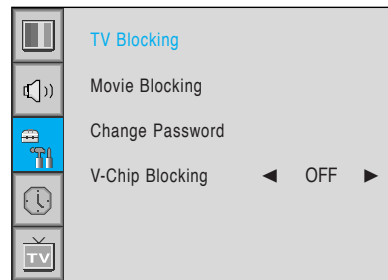 TV Blocking
Movie Blocking
Change Password
V-Chip Blocking ◀ OFF ▶
TV